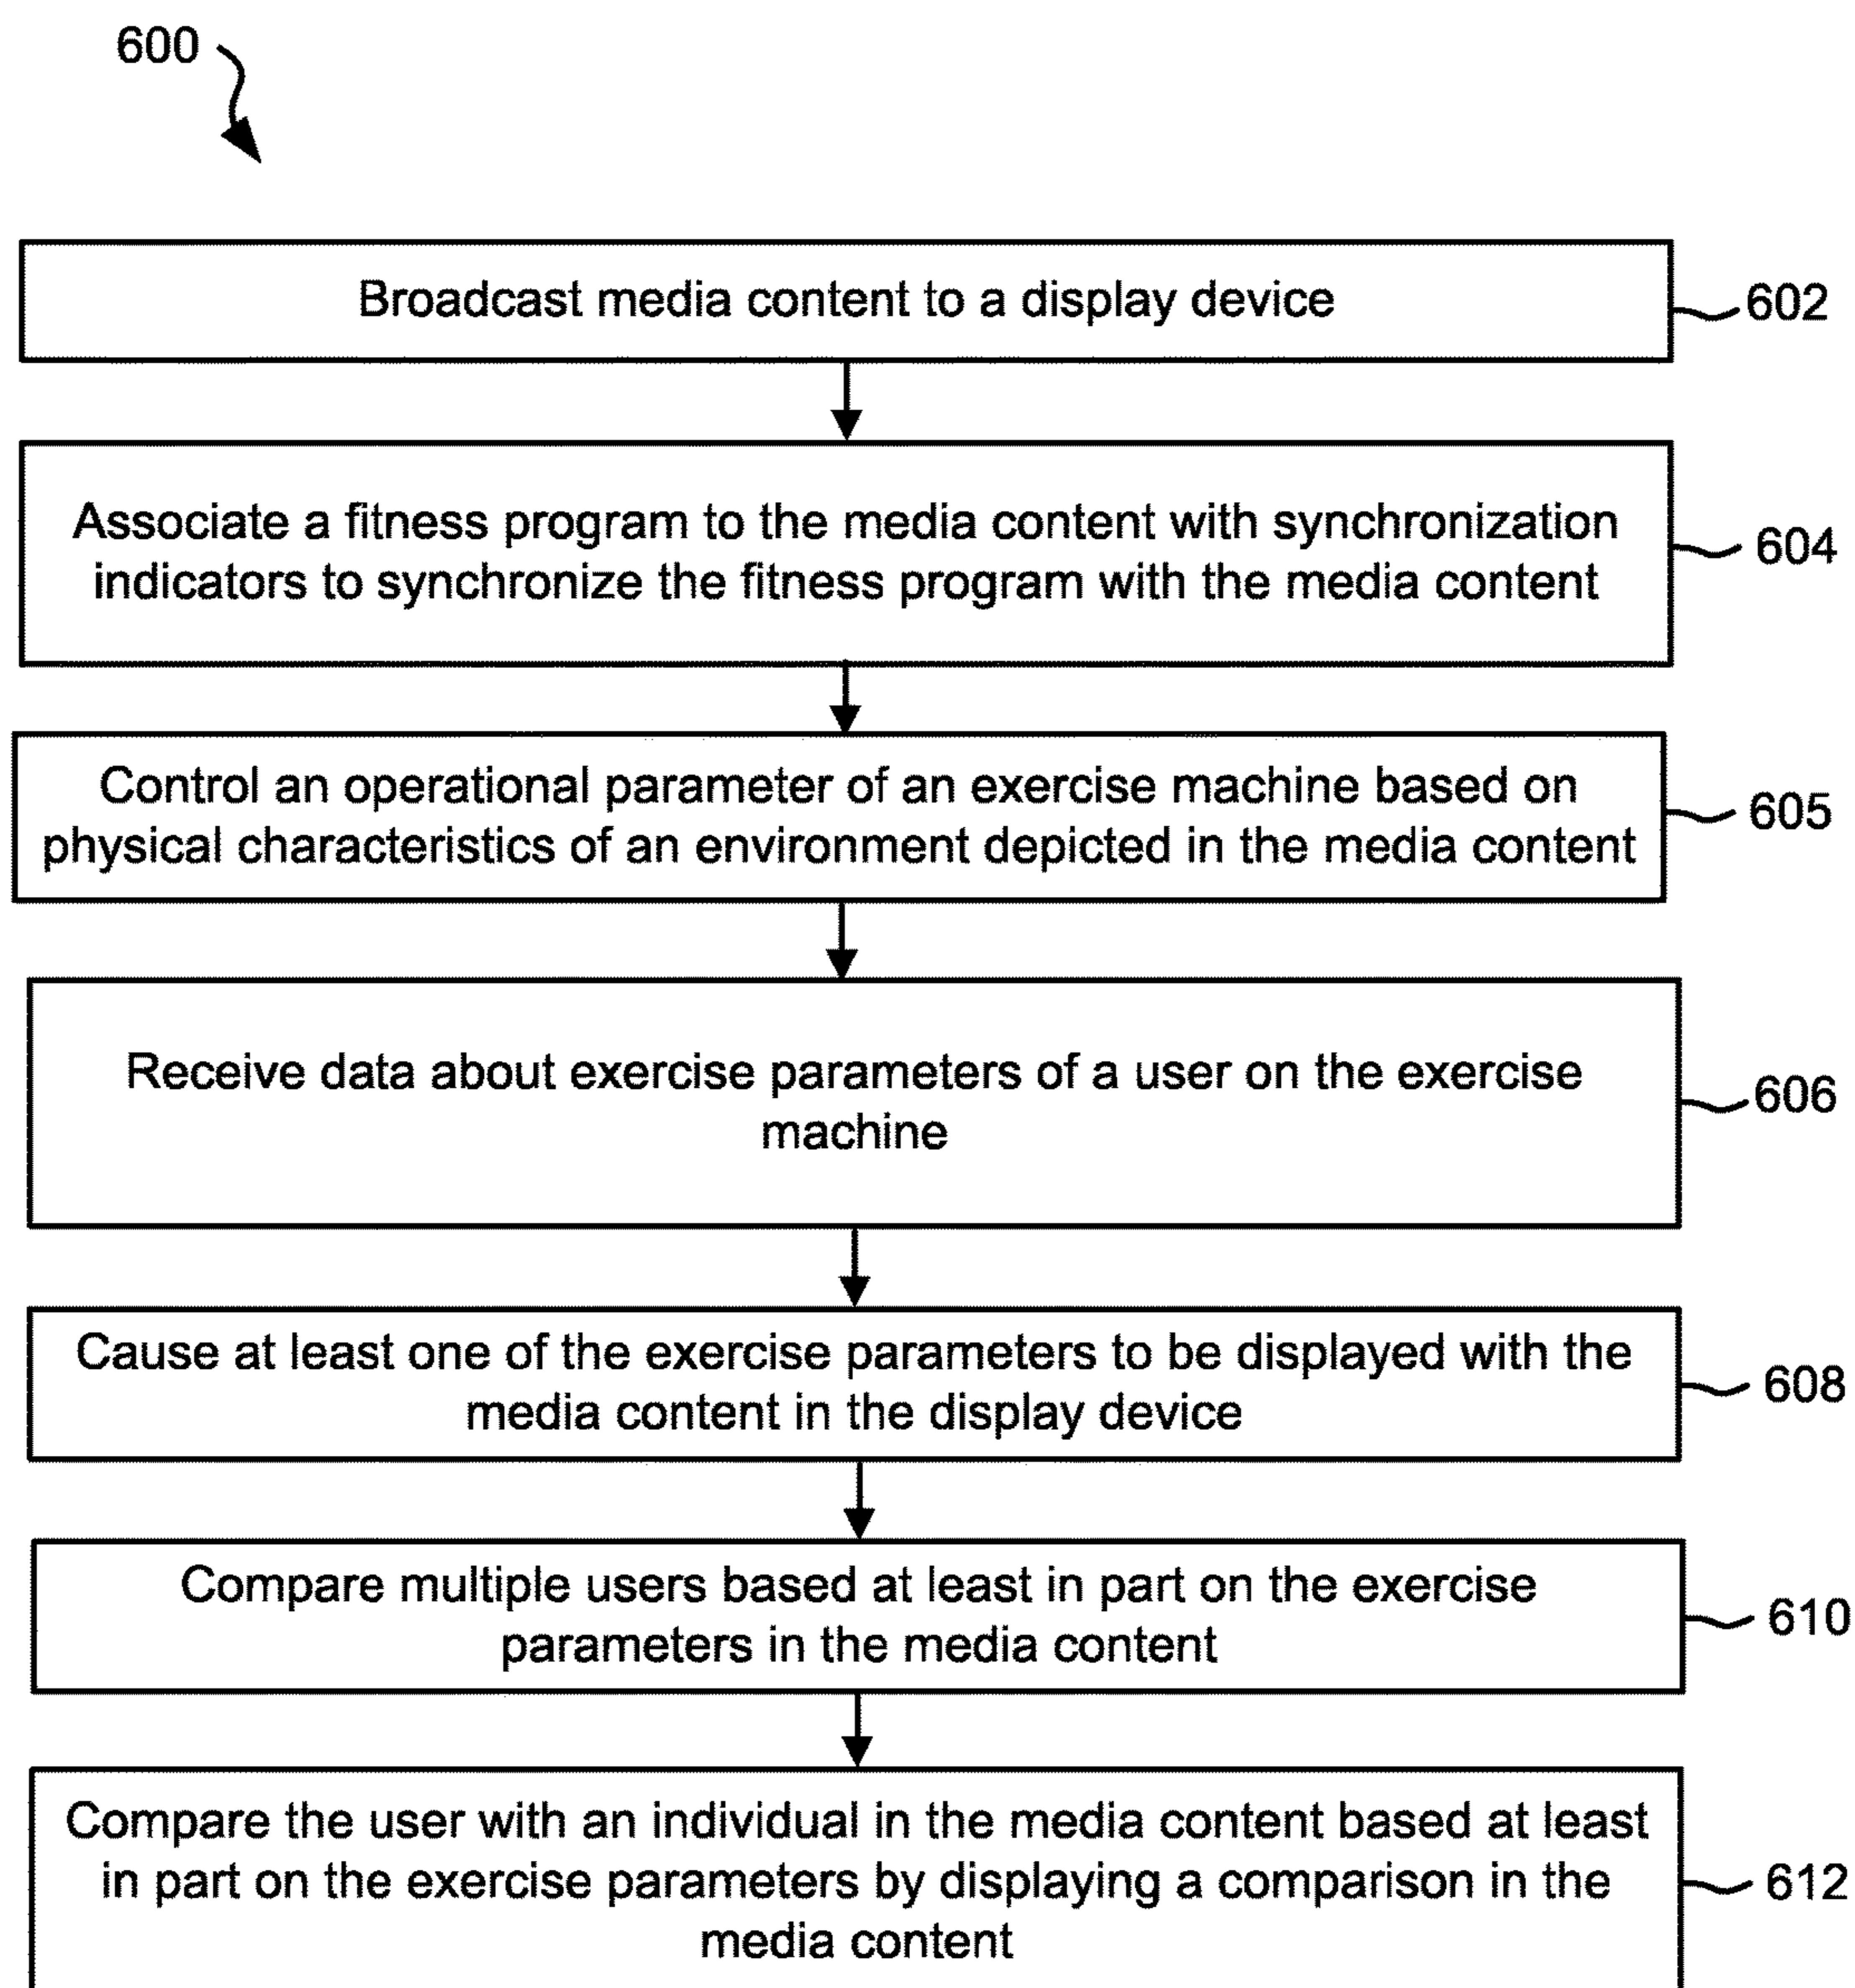 600
Broadcast media content to a display device
602
Associate a fitness program to the media content with synchronization
indicators to synchronize the fitness program with the media content
604
Control an operational parameter of an exercise machine based on
physical characteristics of an environment depicted in the media content
605
Receive data about exercise parameters of a user on the exercise
machine
606
Cause at least one of the exercise parameters to be displayed with the
media content in the display device
608
Compare multiple users based at least in part on the exercise
parameters in the media content
610
Compare the user with an individual in the media content based at least
in part on the exercise parameters by displaying a comparison in the
media content
612